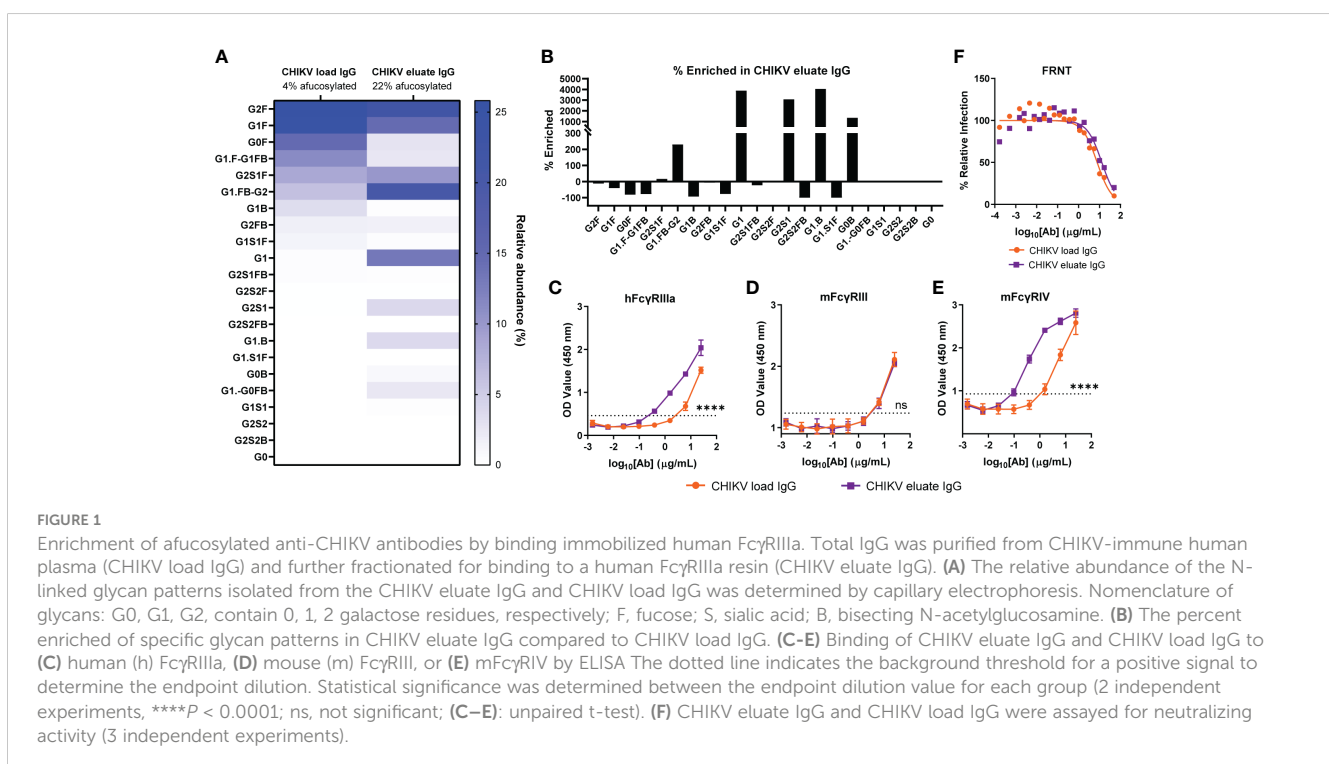 A
CHIKV load IgG
4% afucosylated
CHIKV eluate IgG
22% afucosylated
G2F
G1F
G0F
G1.F-G1FB
G2S1F
G1.FB-G2
G1B
G2FB
G1S1F
G1
G2S1FB
G2S2F
G2S1
G2S2FB
G1.B
G1.S1F
G0B
G1.-G0FB
G1S1
G2S2
G2S2B
G0
25
20
15
10
5
0
Relative abundance (%)
B
% Enriched in CHIKV eluate IgG
% Enriched
5000
4000
3000
2000
1000
300
200
100
0
-100
G2F
G1F
G0F
G1.F-G1FB
G2S1F
G1.FB-G2
G1B
G2FB
G1S1F
G1
G2S1FB
G2S2F
G2S1
G2S2FB
G1.B
G1.S1F
G0B
G1.-G0FB
G1S1
G2S2
G2S2B
G0
F
FRNT
% Relative Infection
150
100
50
0
-4 -3 -2 -1 0 1 2
log10[Ab] (μg/mL)
CHIKV load IgG
CHIKV eluate IgG
C
hFcγRIIIa
OD Value (450 nm)
3
2
1
0
****
-3 -2 -1 0 1 2
log10[Ab] (μg/mL)
D
mFcγRIII
OD Value (450 nm)
3
2
1
ns
-3 -2 -1 0 1 2
log10[Ab] (μg/mL)
E
mFcγRIV
OD Value (450 nm)
3
2
1
0
****
-3 -2 -1 0 1 2
log10[Ab] (μg/mL)
CHIKV load IgG CHIKV eluate IgG
FIGURE 1
Enrichment of afucosylated anti-CHIKV antibodies by binding immobilized human FcγRIIIa. Total IgG was purified from CHIKV-immune human
plasma (CHIKV load IgG) and further fractionated for binding to a human FcγRIIIa resin (CHIKV eluate IgG). (A) The relative abundance of the N-
linked glycan patterns isolated from the CHIKV eluate IgG and CHIKV load IgG was determined by capillary electrophoresis. Nomenclature of
glycans: G0, G1, G2, contain 0, 1, 2 galactose residues, respectively; F, fucose; S, sialic acid; B, bisecting N-acetylglucosamine. (B) The percent
enriched of specific glycan patterns in CHIKV eluate IgG compared to CHIKV load IgG. (C-E) Binding of CHIKV eluate IgG and CHIKV load IgG to
(C) human (h) FcγRIIIa, (D) mouse (m) FcγRIII, or (E) mFcγRIV by ELISA The dotted line indicates the background threshold for a positive signal to
determine the endpoint dilution. Statistical significance was determined between the endpoint dilution value for each group (2 independent
experiments, ****P < 0.0001; ns, not significant; (C–E): unpaired t-test). (F) CHIKV eluate IgG and CHIKV load IgG were assayed for neutralizing
activity (3 independent experiments).